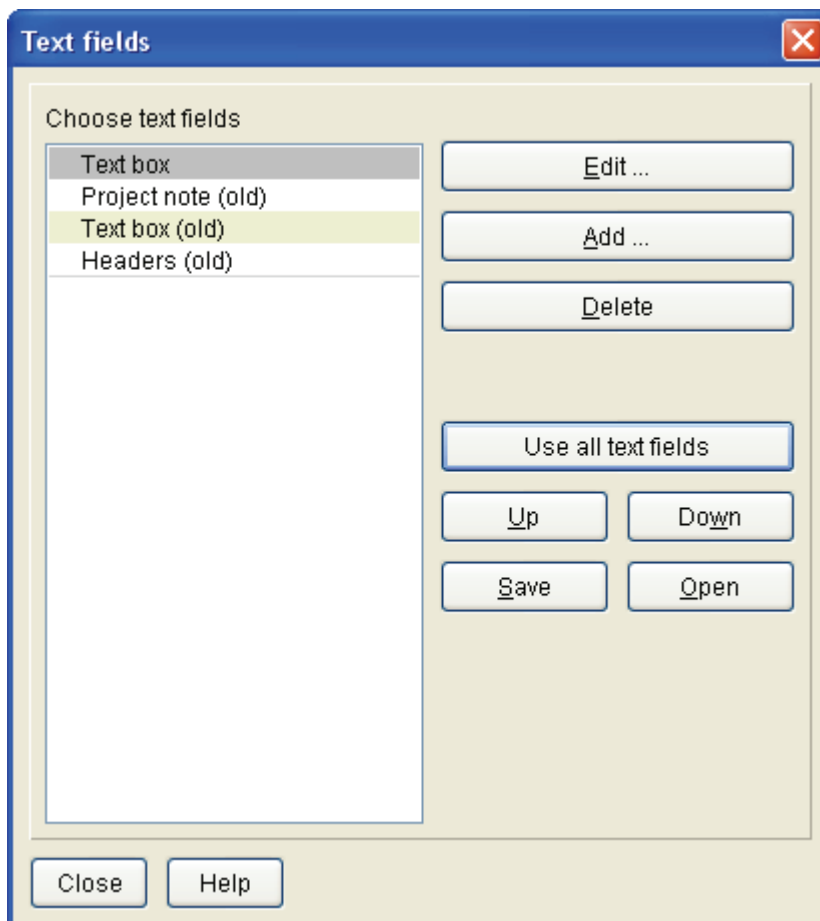 Text fields
Choose text fields
Text box
Project note (old)
Text box (old)
Headers (old)
Edit ...
Add ...
Delete
Use all text fields
Up Down
Save Open
Close Help